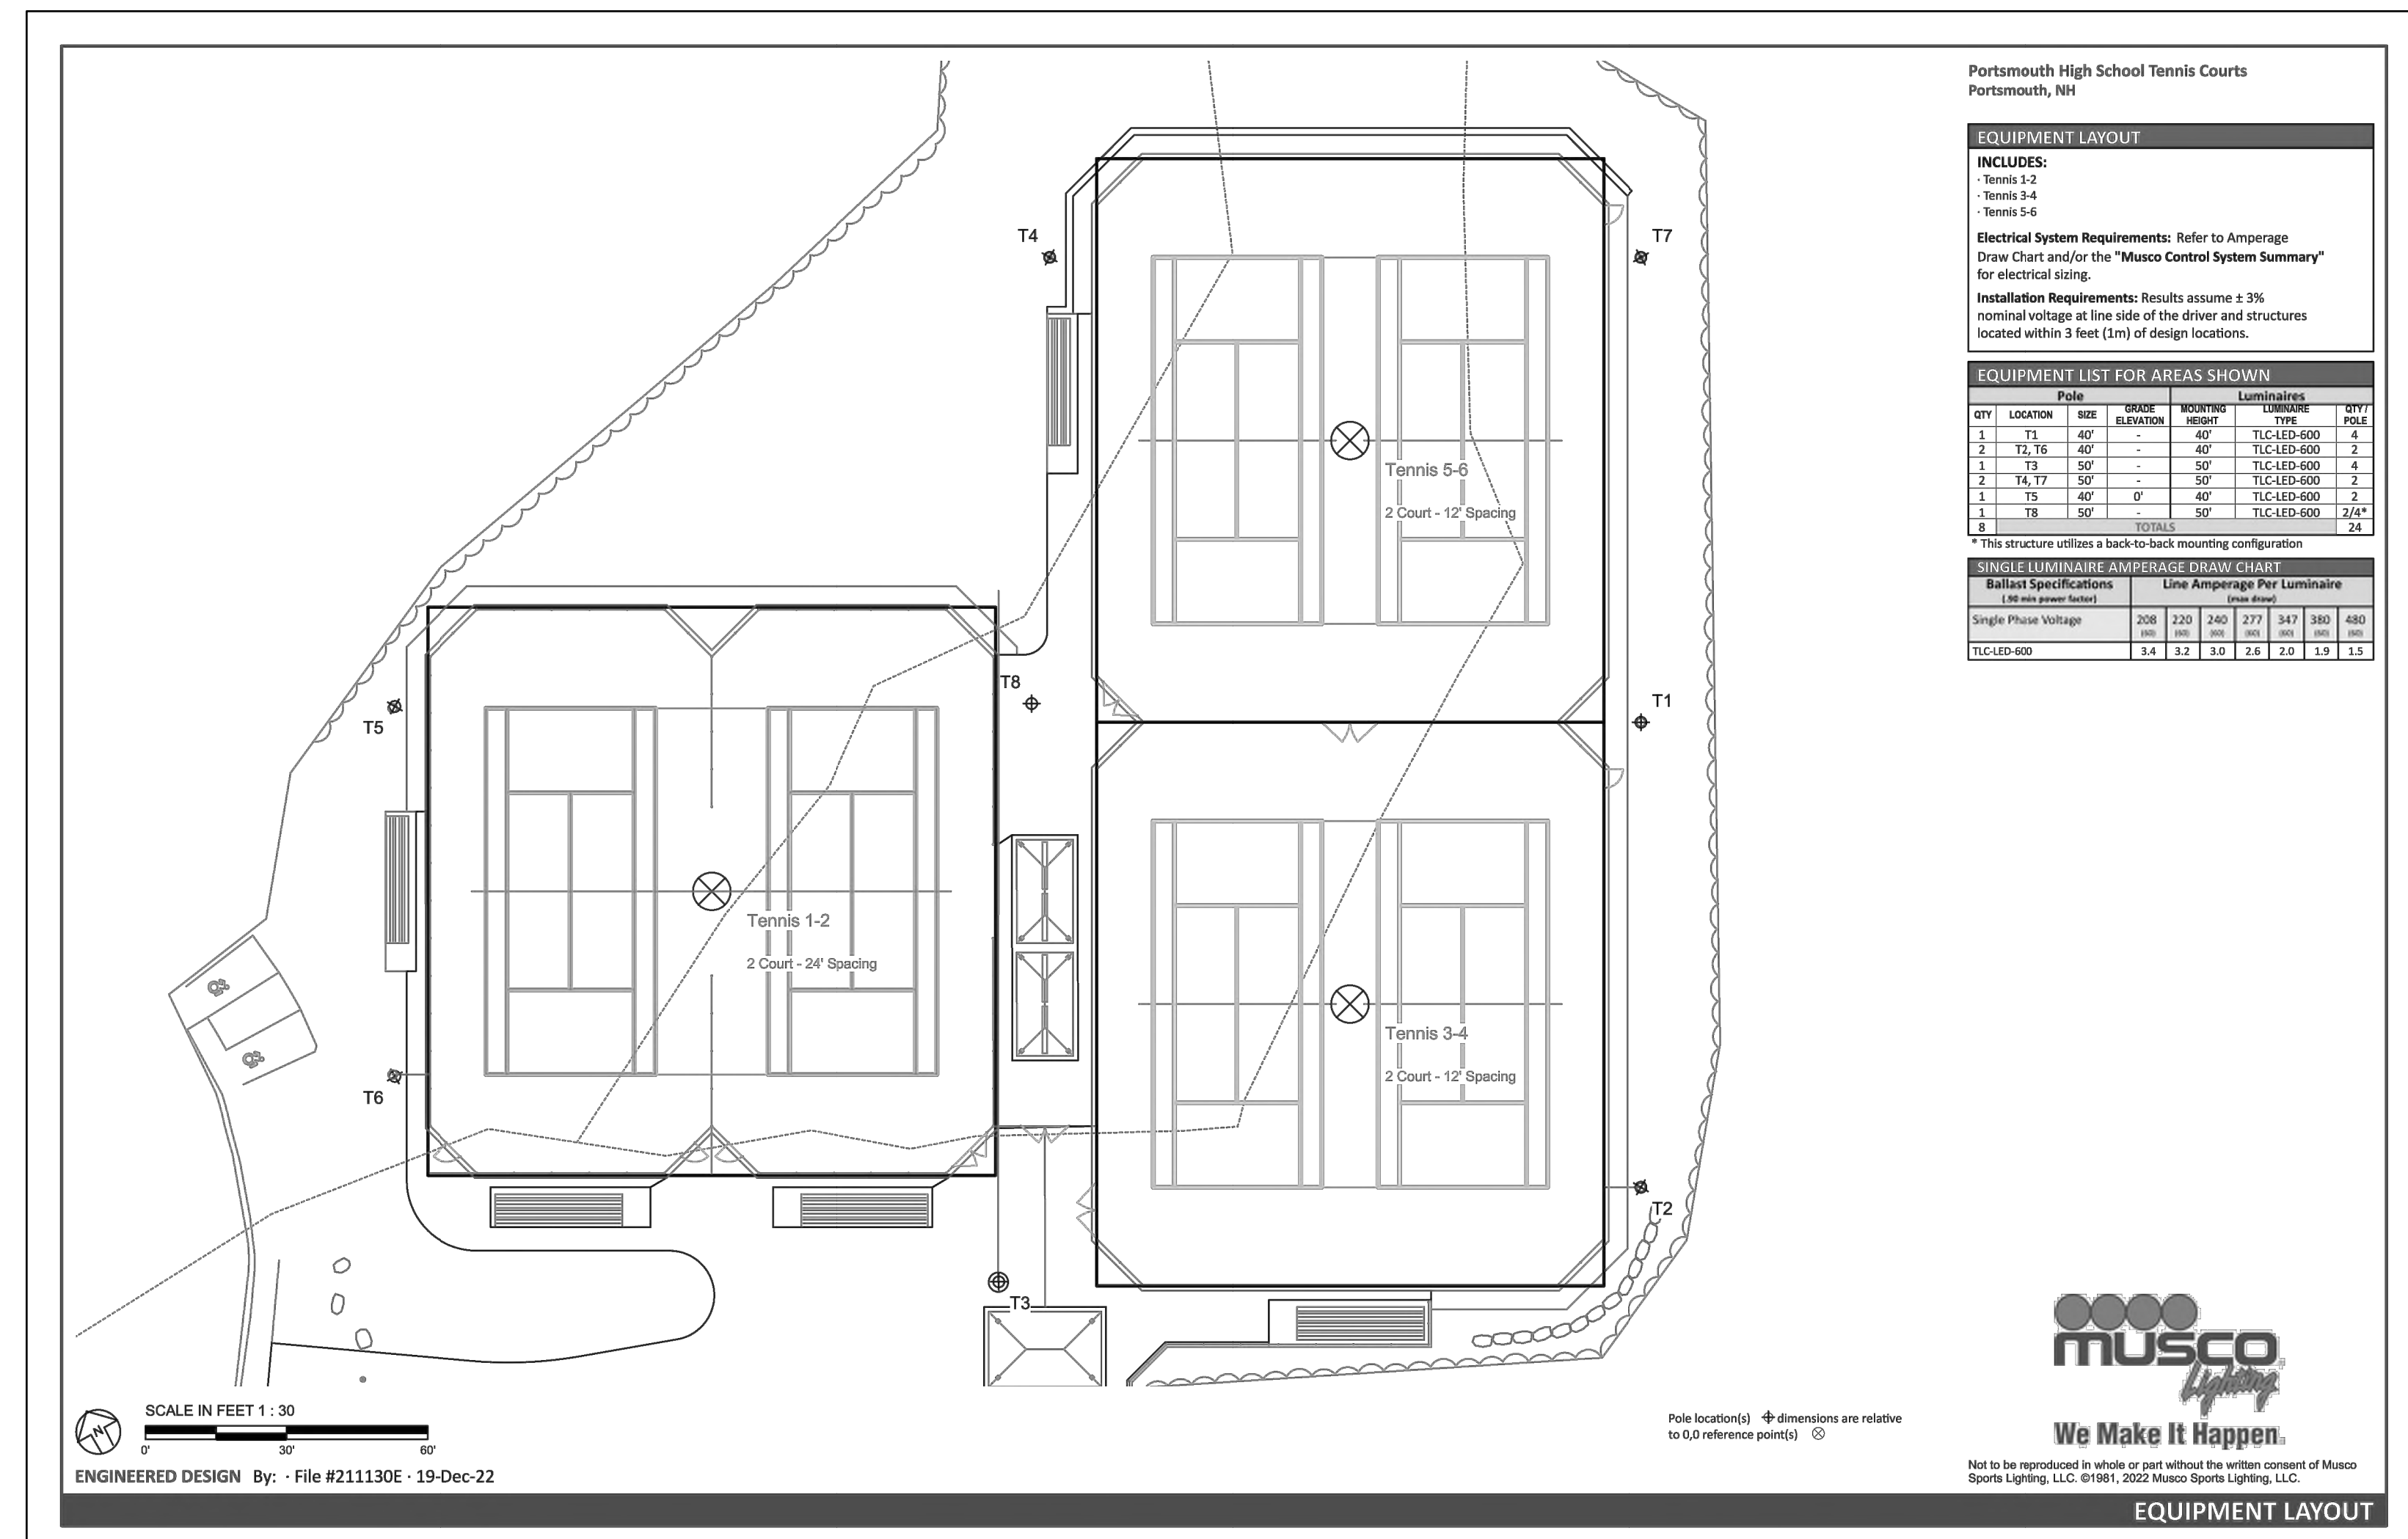 Portsmouth High School Tennis Courts
Portsmouth, NH
EQUIPMENT LAYOUT
INCLUDES:
· Tennis 1-2
· Tennis 3-4
· Tennis 5-6
Electrical System Requirements: Refer to Amperage
Draw Chart and/or the "Musco Control System Summary"
for electrical sizing.
Installation Requirements: Results assume ± 3%
nominal voltage at line side of the driver and structures
located within 3 feet (1m) of design locations.
EQUIPMENT LIST FOR AREAS SHOWN
Pole Luminaires
QTY LOCATION SIZE GRADE ELEVATION MOUNTING HEIGHT LUMINAIRE TYPE QTY / POLE
1 T1 40' - 40' TLC-LED-600 4
2 T2, T6 40' - 40' TLC-LED-600 2
1 T3 50' - 50' TLC-LED-600 4
2 T4, T7 50' - 50' TLC-LED-600 2
1 T5 40' 0' 40' TLC-LED-600 2
1 T8 50' - 50' TLC-LED-600 2/4*
8 TOTALS 24
* This structure utilizes a back-to-back mounting configuration
SINGLE LUMINAIRE AMPERAGE DRAW CHART
Ballast Specifications Line Amperage Per Luminaire
(.90 min power factor) (max draw)
Single Phase Voltage 208 220 240 277 347 380 480
(60) (60) (60) (60) (60) (60) (60)
TLC-LED-600 3.4 3.2 3.0 2.6 2.0 1.9 1.5
T4
T7
Tennis 5-6
2 Court - 12' Spacing
T8
T1
T5
Tennis 1-2
2 Court - 24' Spacing
Tennis 3-4
2 Court - 12' Spacing
T6
T2
T3
N
SCALE IN FEET 1 : 30
0' 30' 60'
ENGINEERED DESIGN By: · File #211130E · 19-Dec-22
Pole location(s) dimensions are relative
to 0,0 reference point(s)
musco
Lighting
We Make It Happen.
Not to be reproduced in whole or part without the written consent of Musco
Sports Lighting, LLC. ©1981, 2022 Musco Sports Lighting, LLC.
EQUIPMENT LAYOUT